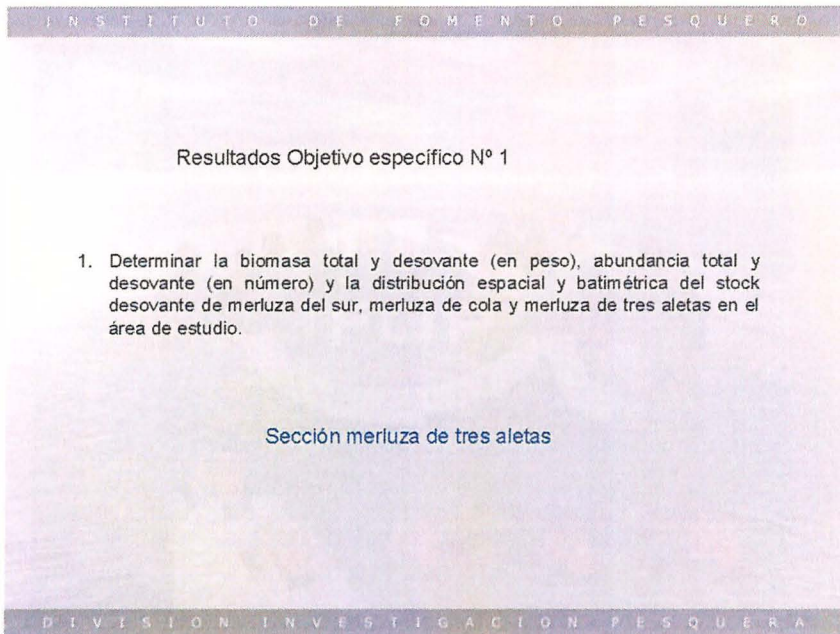 INSTITUTO DE FOMENTO PESQUERO
Resultados Objetivo específico Nº 1
1. Determinar la biomasa total y desovante (en peso), abundancia total y
desovante (en número) y la distribución espacial y batimétrica del stock
desovante de merluza del sur, merluza de cola y merluza de tres aletas en el
área de estudio.
Sección merluza de tres aletas
DIVISION INVESTIGACION PESQUERA